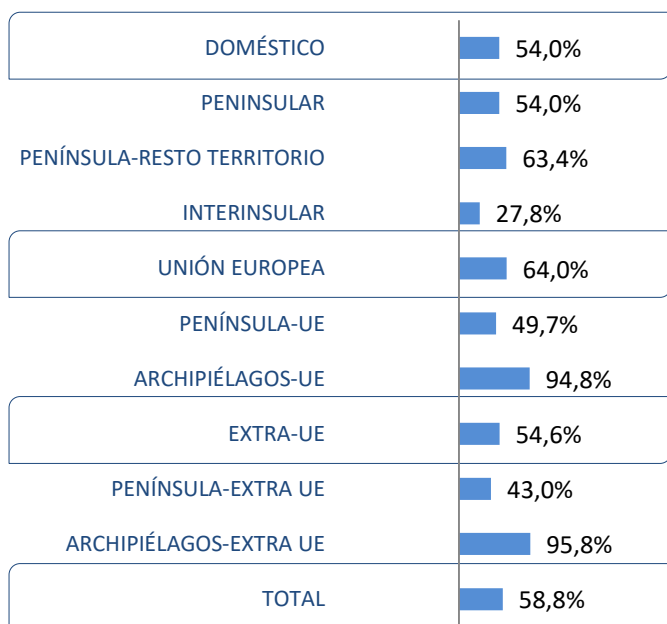 DOMÉSTICO 54,0%
PENINSULAR 54,0%
PENÍNSULA-RESTO TERRITORIO 63,4%
INTERINSULAR 27,8%
UNIÓN EUROPEA 64,0%
PENÍNSULA-UE 49,7%
ARCHIPIÉLAGOS-UE 94,8%
EXTRA-UE 54,6%
PENÍNSULA-EXTRA UE 43,0%
ARCHIPIÉLAGOS-EXTRA UE 95,8%
TOTAL 58,8%